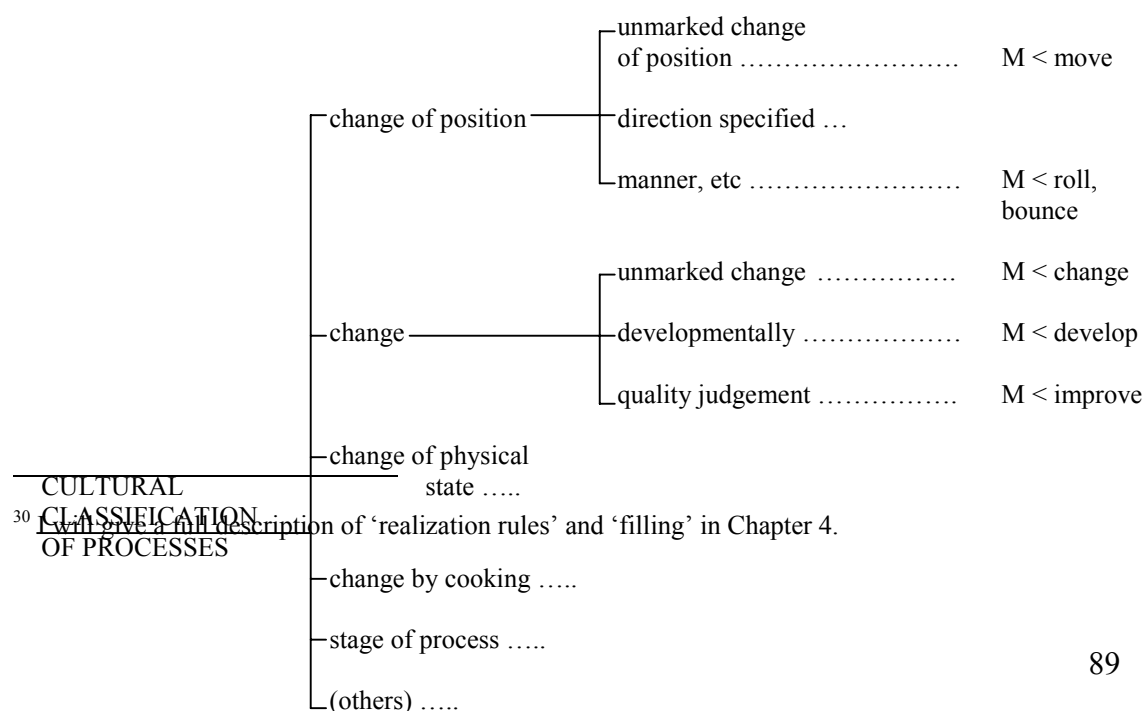 unmarked change
of position ……………………. M < move
change of position
direction specified …
manner, etc …………………… M < roll,
bounce
unmarked change ……………. M < change
change
developmentally ……………… M < develop
quality judgement ……………. M < improve
change of physical
state …..
CULTURAL
CLASSIFICATION
OF PROCESSES
30 I will give a full description of ‘realization rules’ and ‘filling’ in Chapter 4.
change by cooking …..
stage of process …..
89
(others) …..